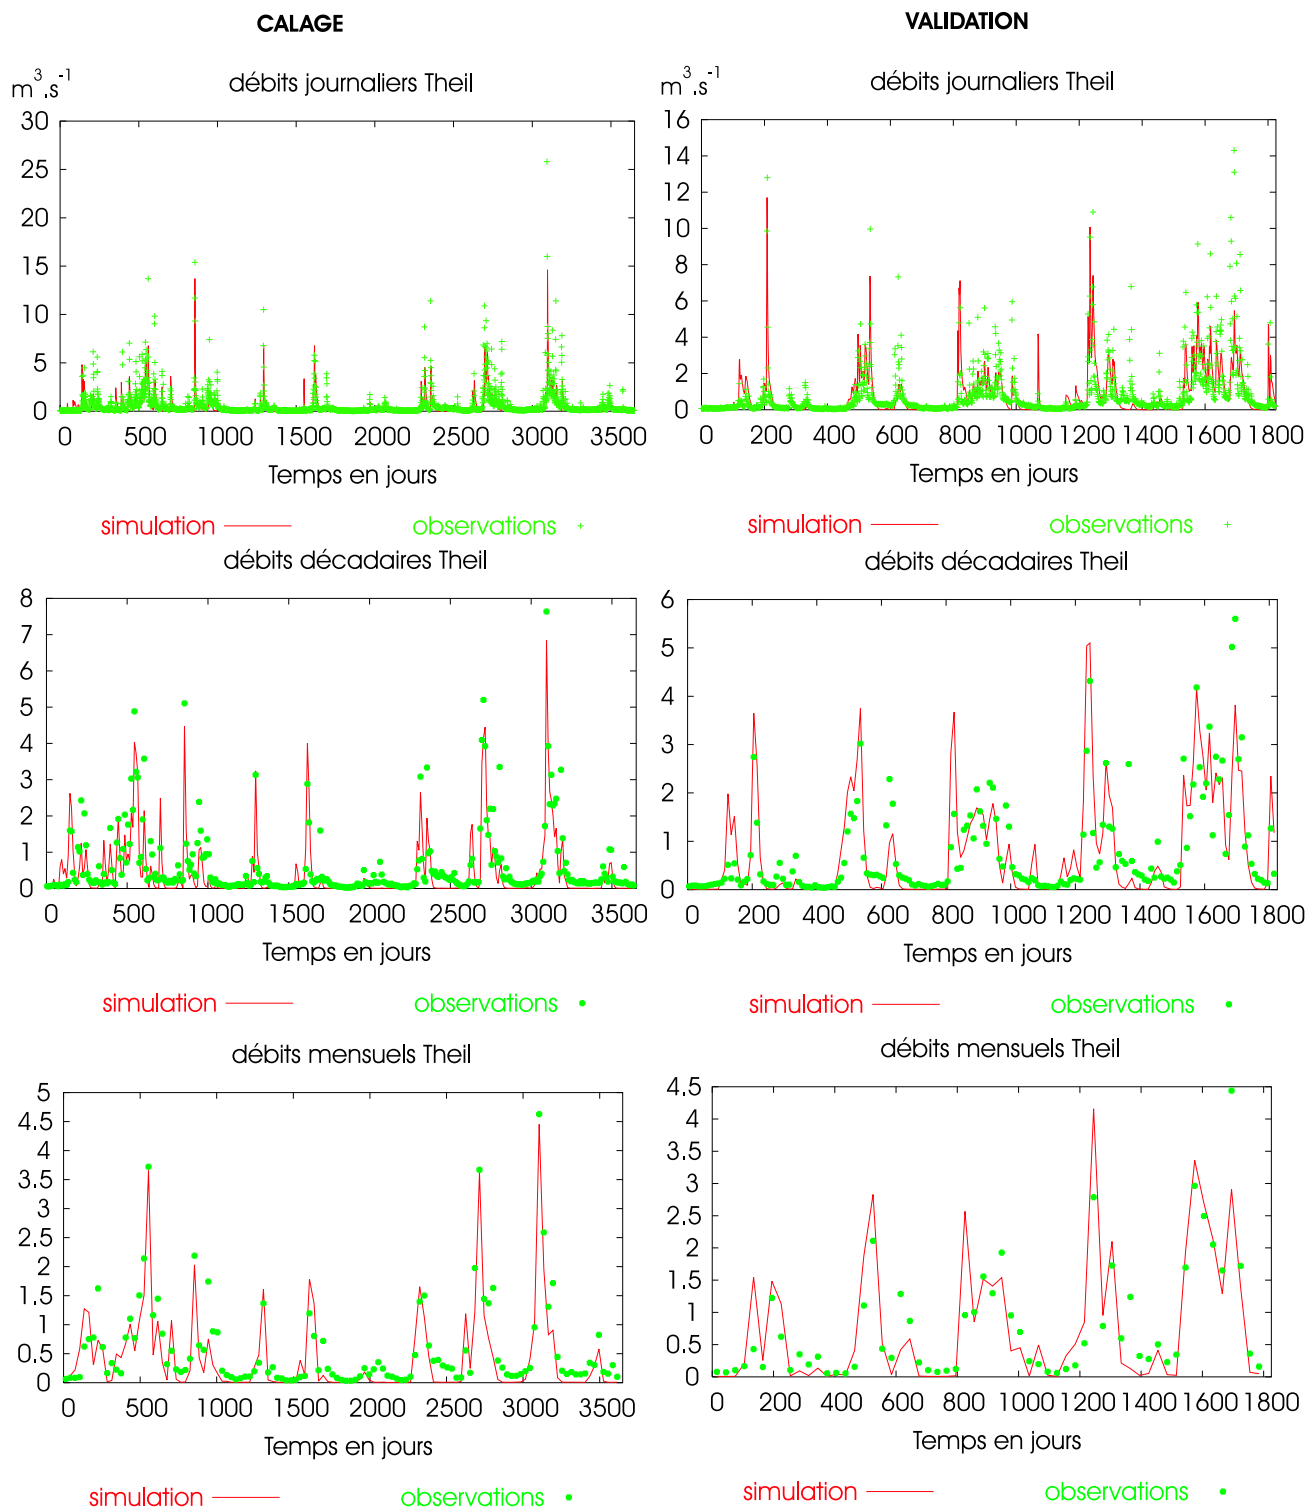 CALAGE
VALIDATION
m³.s⁻¹
débits journaliers Theil
30
25
20
15
10
5
0
0 500 1000 1500 2000 2500 3000 3500
Temps en jours
simulation observations
m³.s⁻¹
débits journaliers Theil
16
14
12
10
8
6
4
2
0
0 200 400 600 800 1000 1200 1400 1600 1800
Temps en jours
simulation observations
débits décadaires Theil
8
7
6
5
4
3
2
1
0
0 500 1000 1500 2000 2500 3000 3500
Temps en jours
simulation observations
débits décadaires Theil
6
5
4
3
2
1
0
0 200 400 600 800 1000 1200 1400 1600 1800
Temps en jours
simulation observations
débits mensuels Theil
5
4.5
4
3.5
3
2.5
2
1.5
1
0.5
0
0 500 1000 1500 2000 2500 3000 3500
Temps en jours
simulation observations
débits mensuels Theil
4.5
4
3.5
3
2.5
2
1.5
1
0.5
0
0 200 400 600 800 1000 1200 1400 1600 1800
Temps en jours
simulation observations